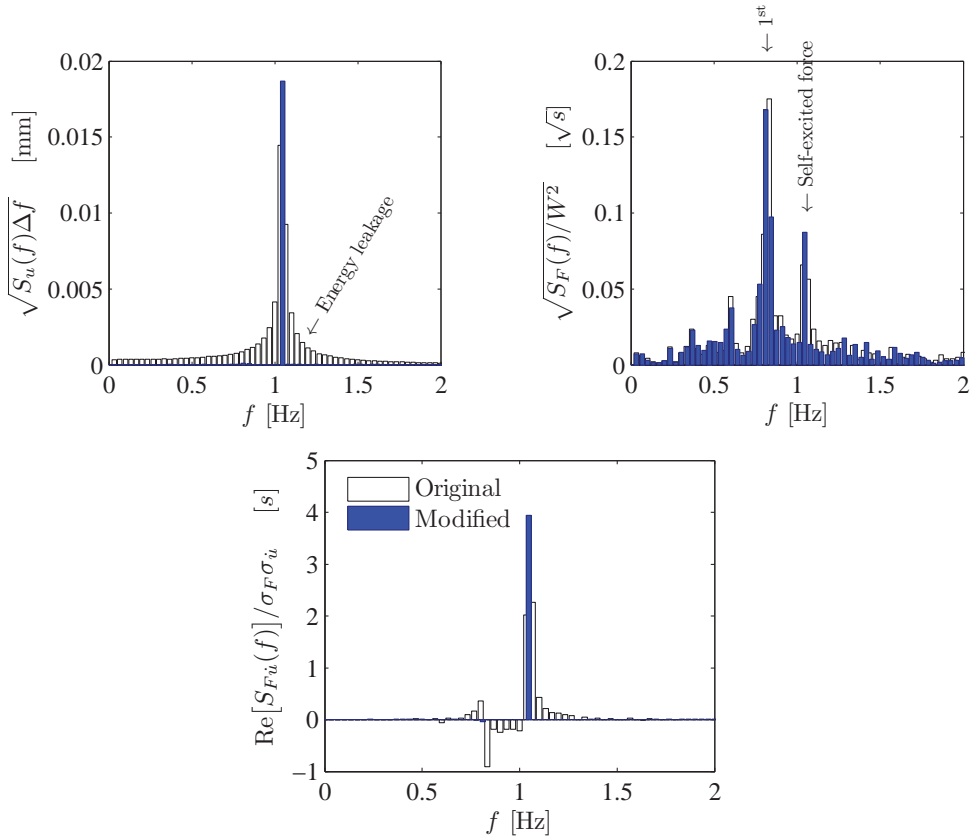 √S_u(f)Δf [mm]
0.02
0.015
0.01
0.005
0
← Energy leakage
0 0.5 1 1.5 2
f [Hz]
√S_F(f)/W² [√s]
0.2
0.15
0.1
0.05
0
← 1st
← Self-excited force
0 0.5 1 1.5 2
f [Hz]
Re[S_Fu̇(f)]/σ_Fσ_u̇ [s]
5
4
3
2
1
0
−1
Original
Modified
0 0.5 1 1.5 2
f [Hz]